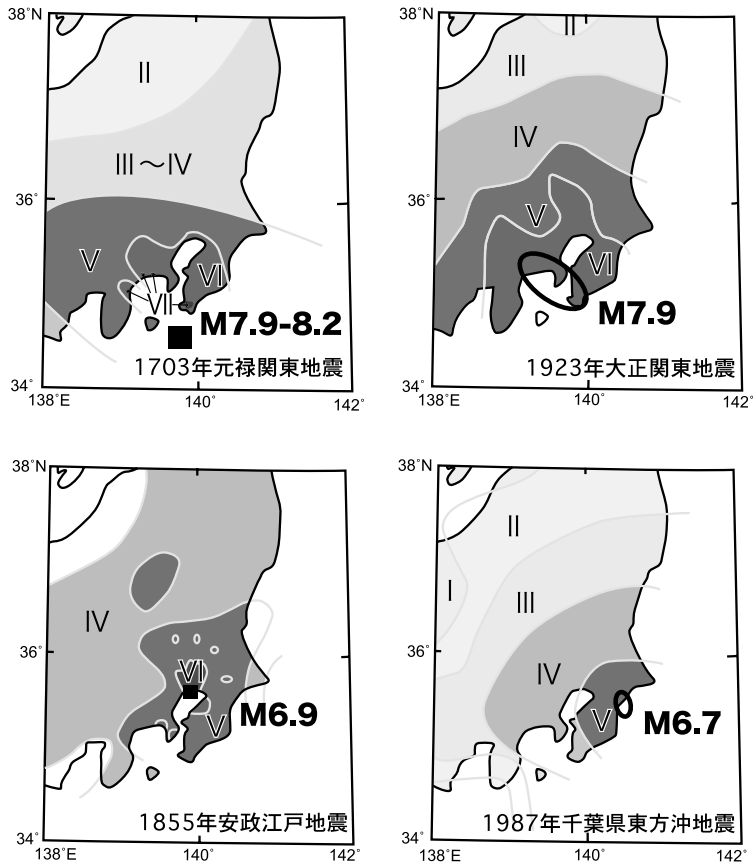 38˚N
II
III～IV
36˚
V
VI
VII
M7.9-8.2
1703年元禄関東地震
34˚
138˚E
140˚
142˚
38˚N
II
III
IV
36˚
V
VI
M7.9
1923年大正関東地震
34˚
138˚E
140˚
142˚
38˚N
IV
36˚
VI
V
M6.9
1855年安政江戸地震
34˚
138˚E
140˚
142˚
38˚N
II
I
III
36˚
IV
V
M6.7
1987年千葉県東方沖地震
34˚
138˚E
140˚
142˚